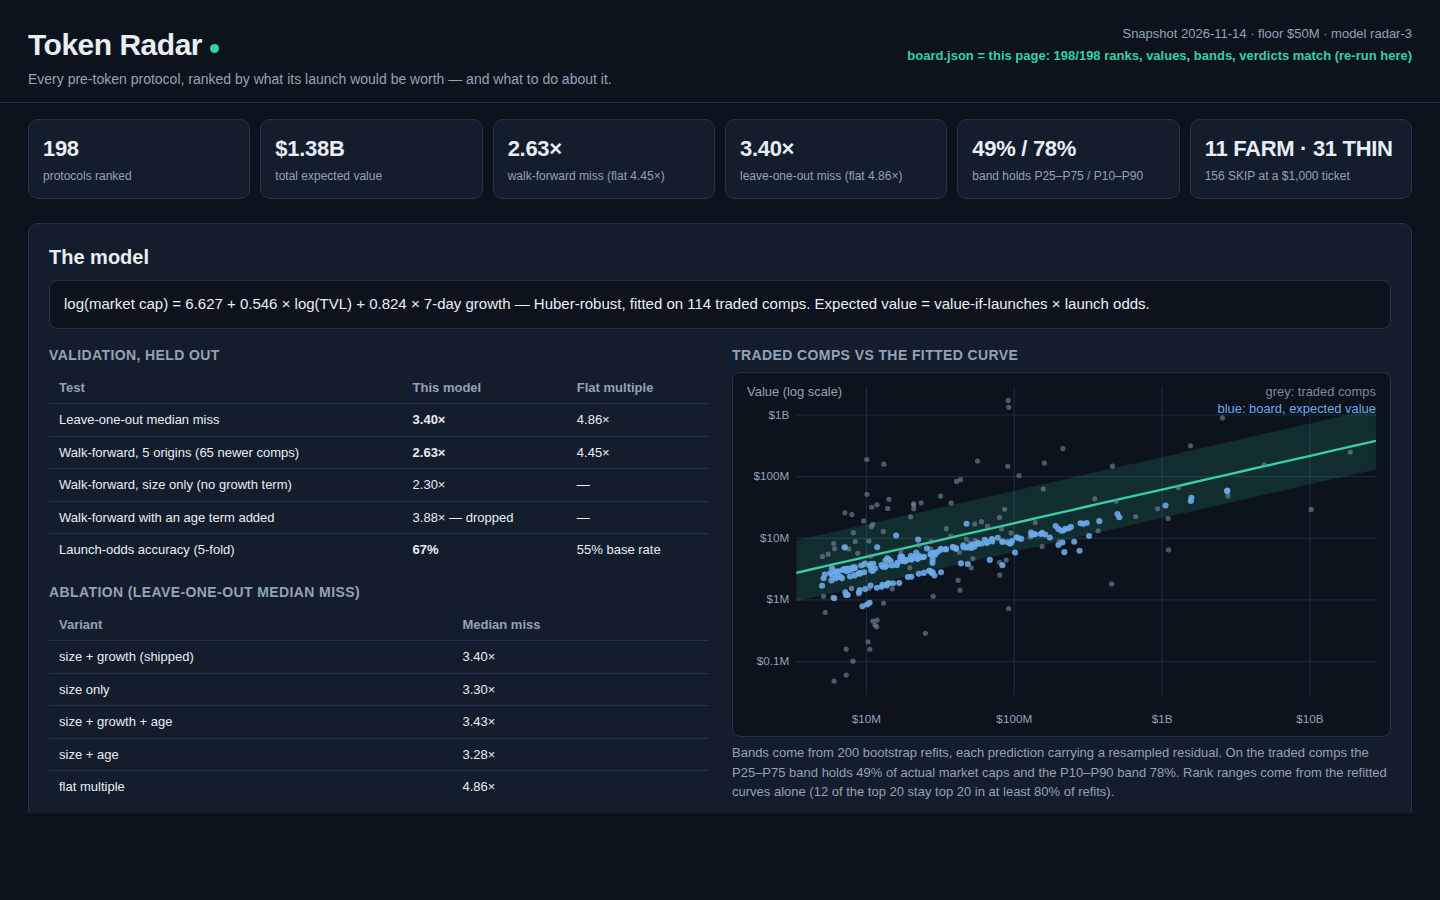 Token Radar
Every pre-token protocol, ranked by what its launch would be worth — and what to do about it.
Snapshot 2026-11-14 · floor $50M · model radar-3
board.json = this page: 198/198 ranks, values, bands, verdicts match (re-run here)
198
protocols ranked
$1.38B
total expected value
2.63×
walk-forward miss (flat 4.45×)
3.40×
leave-one-out miss (flat 4.86×)
49% / 78%
band holds P25–P75 / P10–P90
11 FARM · 31 THIN
156 SKIP at a $1,000 ticket
The model
log(market cap) = 6.627 + 0.546 × log(TVL) + 0.824 × 7-day growth — Huber-robust, fitted on 114 traded comps. Expected value = value-if-launches × launch odds.
VALIDATION, HELD OUT
Test This model Flat multiple
Leave-one-out median miss 3.40× 4.86×
Walk-forward, 5 origins (65 newer comps) 2.63× 4.45×
Walk-forward, size only (no growth term) 2.30× —
Walk-forward with an age term added 3.88× — dropped —
Launch-odds accuracy (5-fold) 67% 55% base rate
ABLATION (LEAVE-ONE-OUT MEDIAN MISS)
Variant Median miss
size + growth (shipped) 3.40×
size only 3.30×
size + growth + age 3.43×
size + age 3.28×
flat multiple 4.86×
TRADED COMPS VS THE FITTED CURVE
Value (log scale)
grey: traded comps
blue: board, expected value
$1B
$100M
$10M
$1M
$0.1M
$10M $100M $1B $10B
Bands come from 200 bootstrap refits, each prediction carrying a resampled residual. On the traded comps the
P25–P75 band holds 49% of actual market caps and the P10–P90 band 78%. Rank ranges come from the refitted
curves alone (12 of the top 20 stay top 20 in at least 80% of refits).